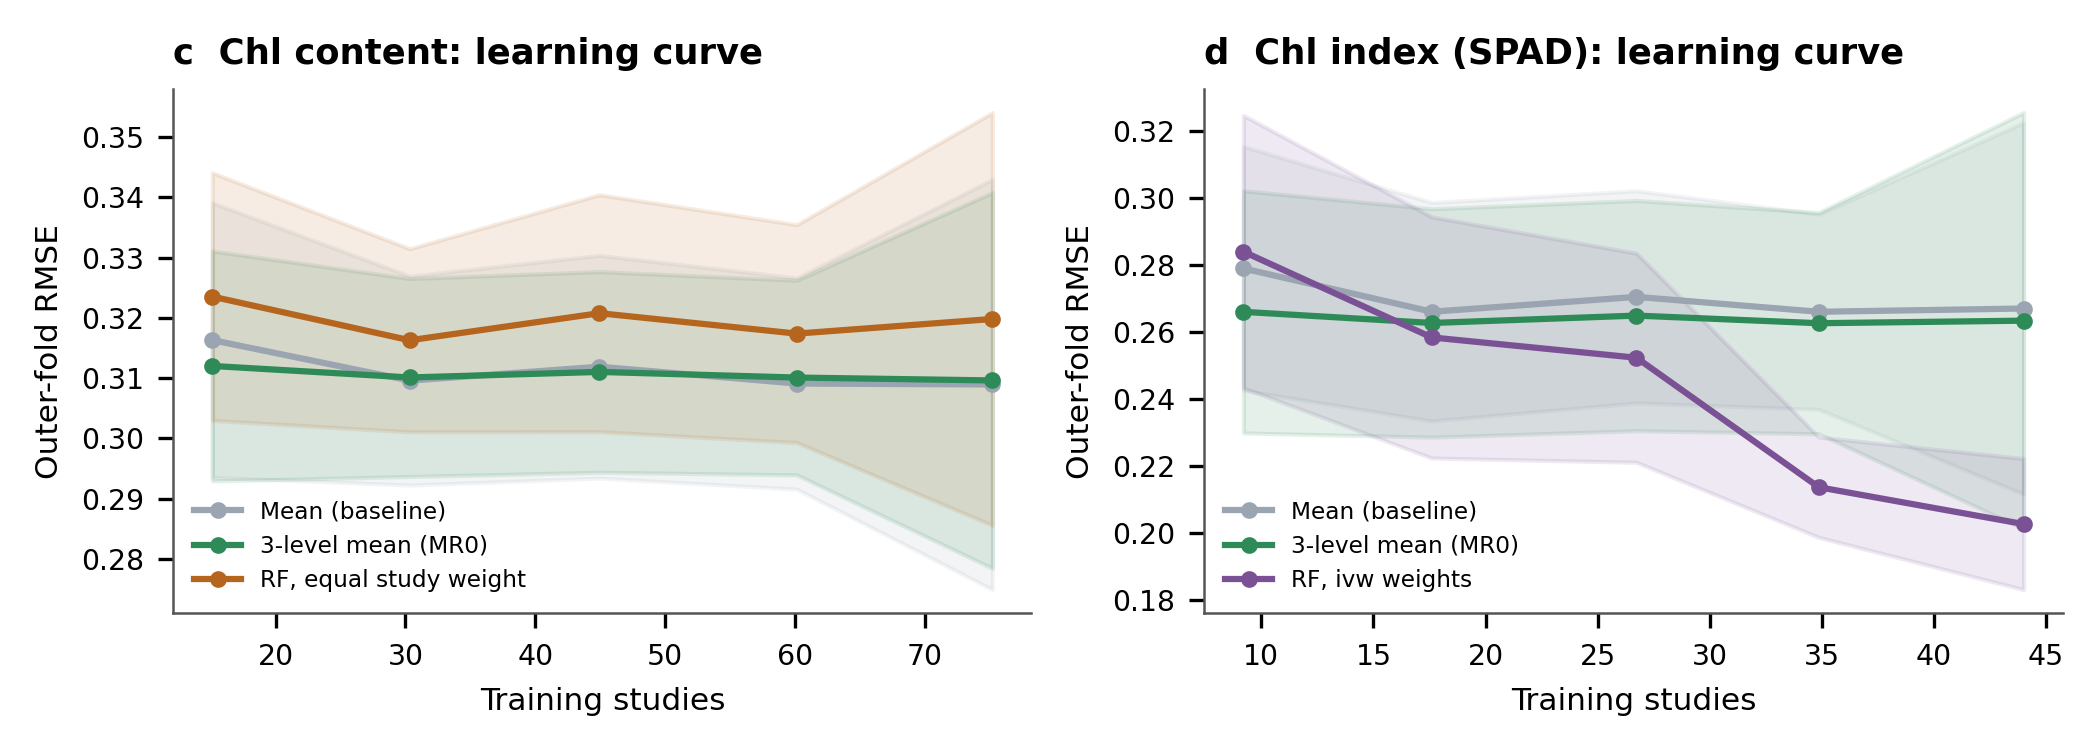 c Chl content: learning curve
Outer-fold RMSE
0.35
0.34
0.33
0.32
0.31
0.30
0.29
0.28
Mean (baseline)
3-level mean (MR0)
RF, equal study weight
20 30 40 50 60 70
Training studies
d Chl index (SPAD): learning curve
Outer-fold RMSE
0.32
0.30
0.28
0.26
0.24
0.22
0.20
0.18
Mean (baseline)
3-level mean (MR0)
RF, ivw weights
10 15 20 25 30 35 40 45
Training studies